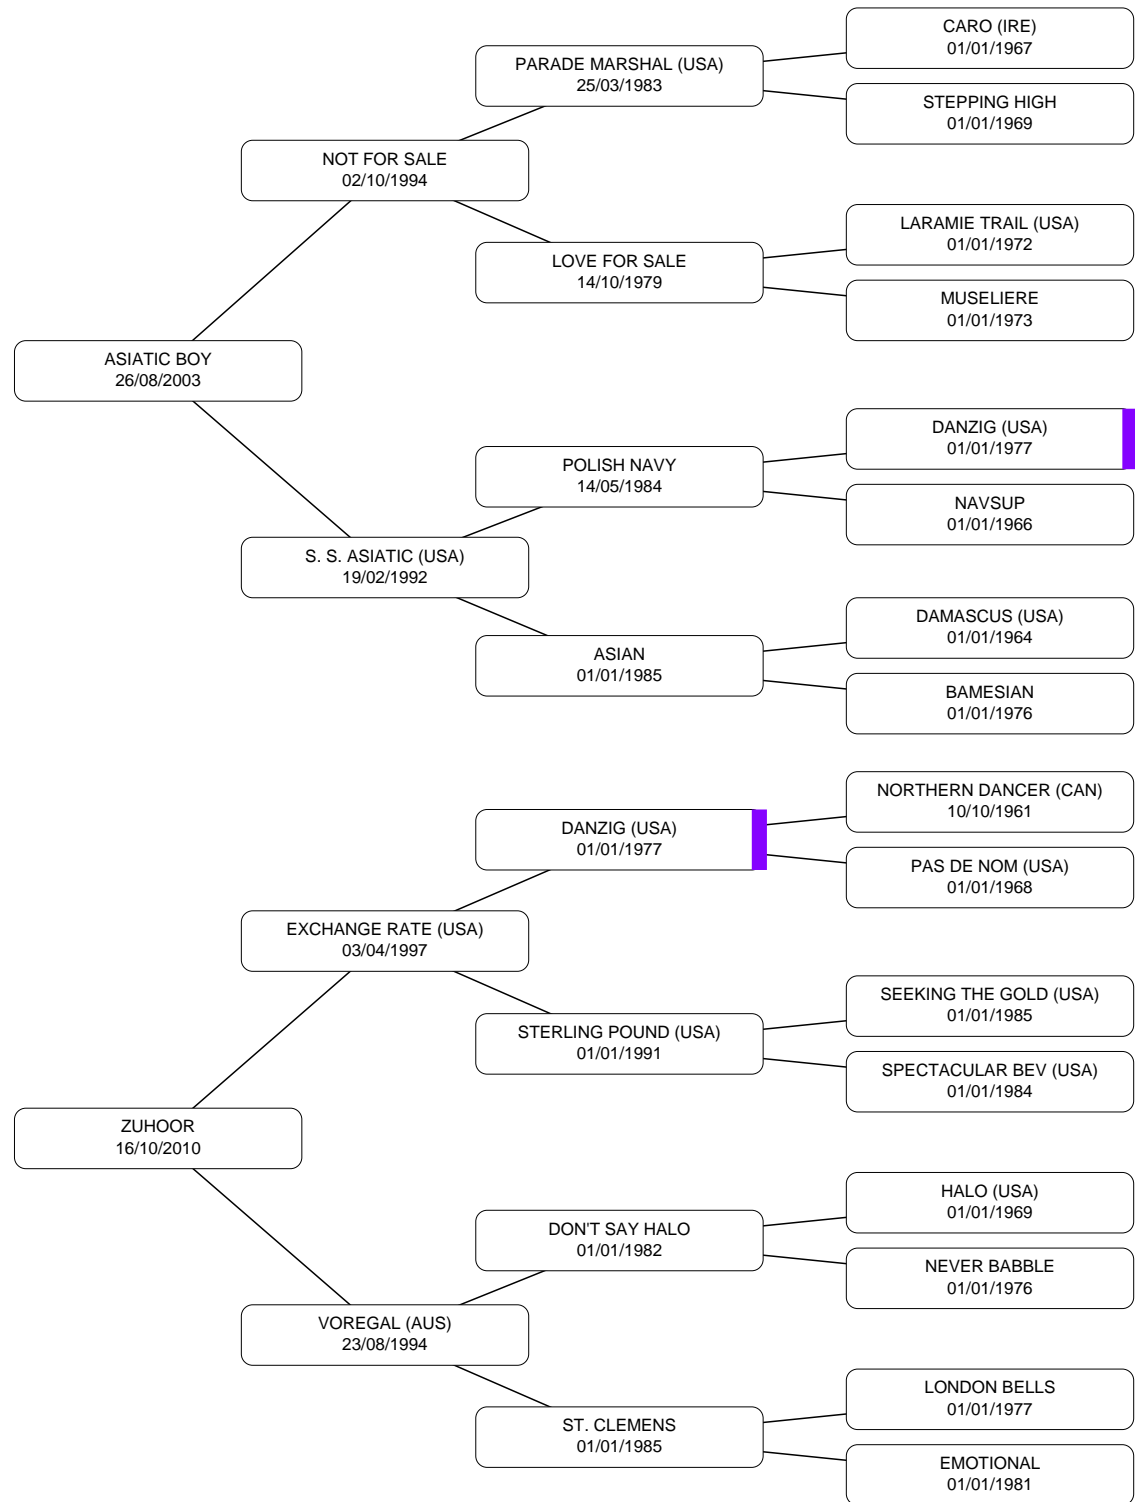 CARO (IRE)
01/01/1967
PARADE MARSHAL (USA)
25/03/1983
STEPPING HIGH
01/01/1969
NOT FOR SALE
02/10/1994
LARAMIE TRAIL (USA)
01/01/1972
LOVE FOR SALE
14/10/1979
MUSELIERE
01/01/1973
ASIATIC BOY
26/08/2003
DANZIG (USA)
01/01/1977
POLISH NAVY
14/05/1984
NAVSUP
01/01/1966
S. S. ASIATIC (USA)
19/02/1992
DAMASCUS (USA)
01/01/1964
ASIAN
01/01/1985
BAMESIAN
01/01/1976
NORTHERN DANCER (CAN)
10/10/1961
DANZIG (USA)
01/01/1977
PAS DE NOM (USA)
01/01/1968
EXCHANGE RATE (USA)
03/04/1997
SEEKING THE GOLD (USA)
01/01/1985
STERLING POUND (USA)
01/01/1991
SPECTACULAR BEV (USA)
01/01/1984
ZUHOOR
16/10/2010
HALO (USA)
01/01/1969
DON'T SAY HALO
01/01/1982
NEVER BABBLE
01/01/1976
VOREGAL (AUS)
23/08/1994
LONDON BELLS
01/01/1977
ST. CLEMENS
01/01/1985
EMOTIONAL
01/01/1981